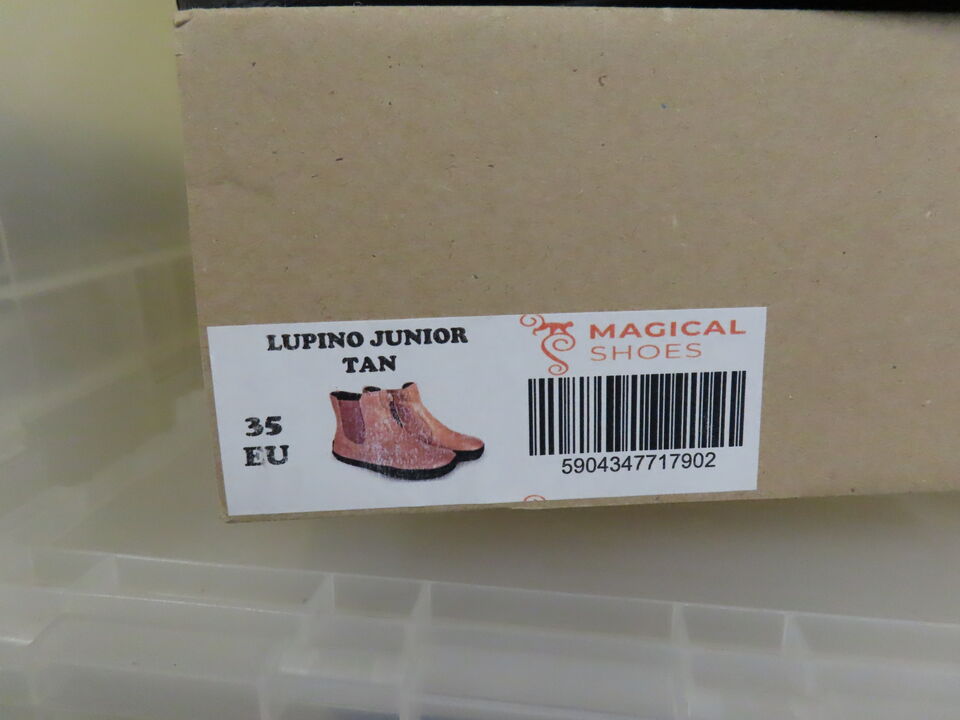 LUPINO JUNIOR
TAN
35
EU
MAGICAL
SHOES
5904347717902